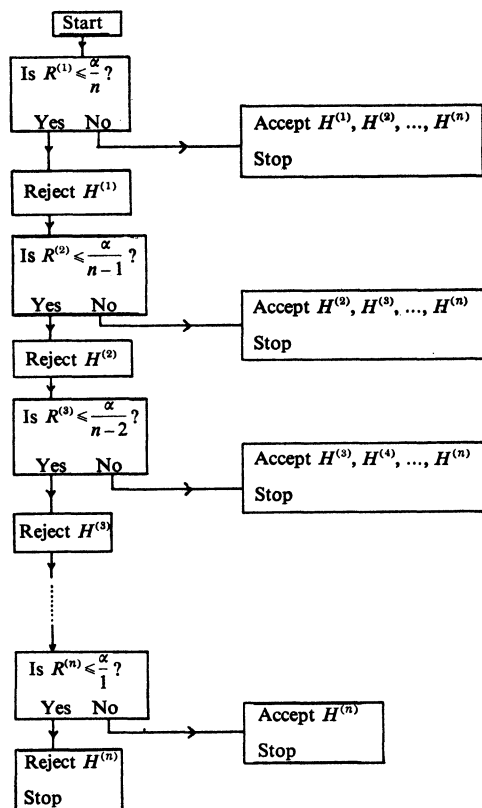 Start
Is R⁽¹⁾ ⩽ α/n ?
Yes No
Accept H⁽¹⁾, H⁽²⁾, ..., H⁽ⁿ⁾
Stop
Reject H⁽¹⁾
Is R⁽²⁾ ⩽ α/(n−1) ?
Yes No
Accept H⁽²⁾, H⁽³⁾, ..., H⁽ⁿ⁾
Stop
Reject H⁽²⁾
Is R⁽³⁾ ⩽ α/(n−2) ?
Yes No
Accept H⁽³⁾, H⁽⁴⁾, ..., H⁽ⁿ⁾
Stop
Reject H⁽³⁾
Is R⁽ⁿ⁾ ⩽ α/1 ?
Yes No
Accept H⁽ⁿ⁾
Stop
Reject H⁽ⁿ⁾
Stop